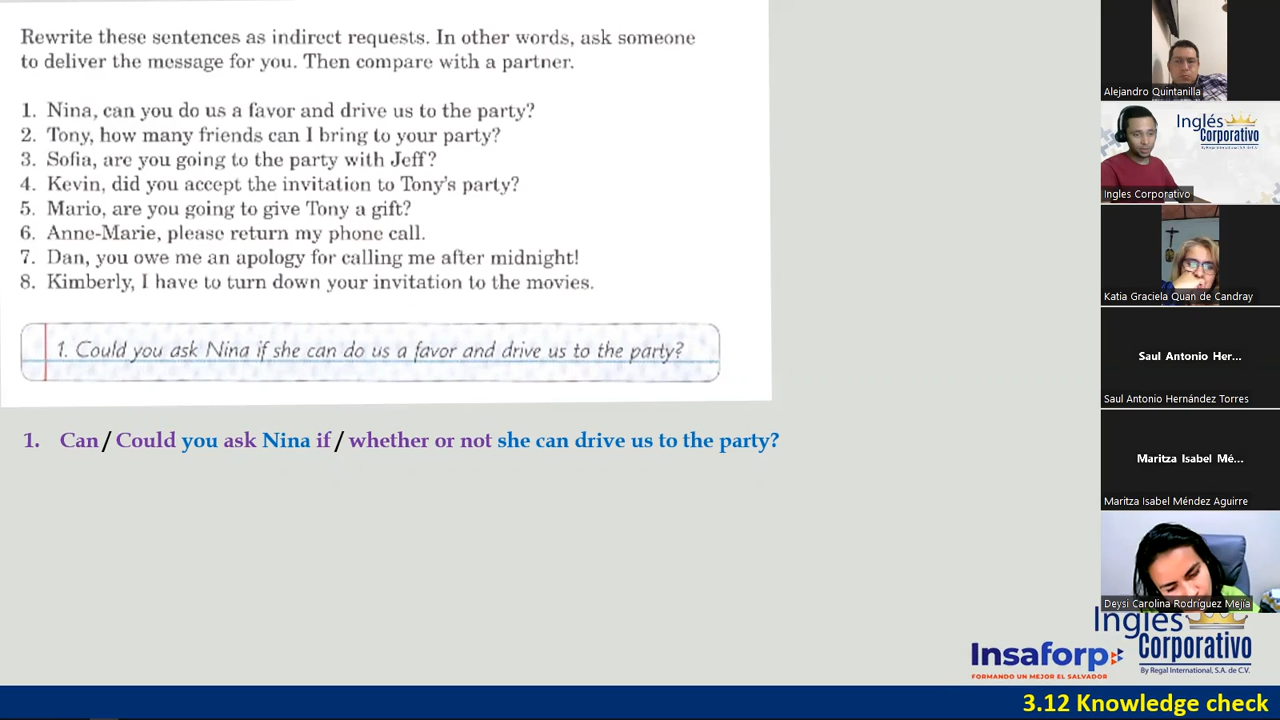 Rewrite these sentences as indirect requests. In other words, ask someone
to deliver the message for you. Then compare with a partner.
1. Nina, can you do us a favor and drive us to the party?
2. Tony, how many friends can I bring to your party?
3. Sofia, are you going to the party with Jeff?
4. Kevin, did you accept the invitation to Tony's party?
5. Mario, are you going to give Tony a gift?
6. Anne-Marie, please return my phone call.
7. Dan, you owe me an apology for calling me after midnight!
8. Kimberly, I have to turn down your invitation to the movies.
1. Could you ask Nina if she can do us a favor and drive us to the party?
1. Can / Could you ask Nina if / whether or not she can drive us to the party?
Alejandro Quintanilla
Inglés
Corporativo
By Regal International, S.A. de C.V.
Ingles Corporativo
Katia Graciela Quan de Candray
Saul Antonio Her...
Saul Antonio Hernández Torres
Maritza Isabel Mé...
Maritza Isabel Méndez Aguirre
Deysi Carolina Rodríguez Mejía
Inglés
Corporativo
By Regal International, S.A. de C.V.
Insaforp
FORMANDO UN MEJOR EL SALVADOR
3.12 Knowledge check